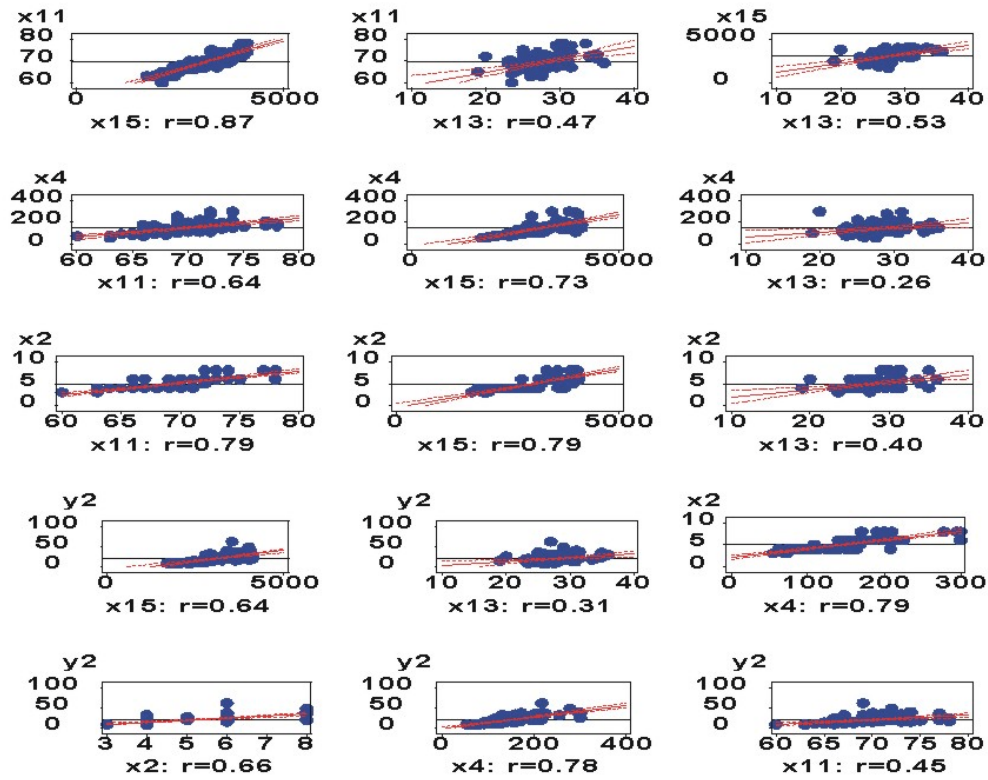 x11
80
70
60
0 5000
x15: r=0.87
x11
80
70
60
10 20 30 40
x13: r=0.47
x15
5000
0
10 20 30 40
x13: r=0.53
x4
400
200
0
60 65 70 75 80
x11: r=0.64
x4
400
200
0
0 5000
x15: r=0.73
x4
400
200
0
10 20 30 40
x13: r=0.26
x2
10
5
0
60 65 70 75 80
x11: r=0.79
x2
10
5
0
0 5000
x15: r=0.79
x2
10
5
0
10 20 30 40
x13: r=0.40
y2
100
50
0
0 5000
x15: r=0.64
y2
100
50
0
10 20 30 40
x13: r=0.31
x2
10
5
0
0 100 200 300
x4: r=0.79
y2
100
50
0
3 4 5 6 7 8
x2: r=0.66
y2
100
50
0
0 200 400
x4: r=0.78
y2
100
50
0
60 65 70 75 80
x11: r=0.45